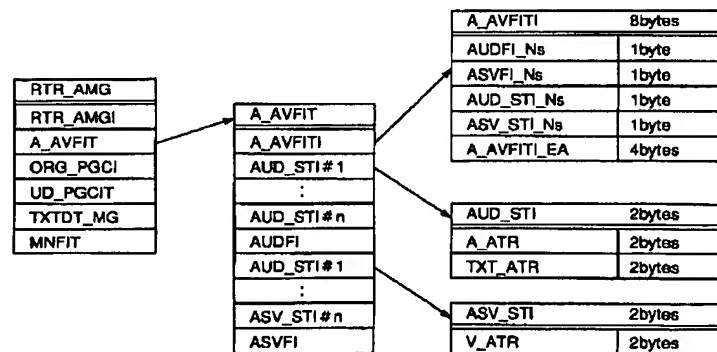 RTR_AMG
RTR_AMGI
A_AVFIT
ORG_PGCI
UD_PGCIT
TXTDT_MG
MNFIT
A_AVFIT
A_AVFITI
AUD_STI#1
:
AUD_STI#n
AUDFI
AUD_STI#1
:
ASV_STI#n
ASVFI
A_AVFITI 8bytes
AUDFI_Ns 1byte
ASVFI_Ns 1byte
AUD_STI_Ns 1byte
ASV_STI_Ns 1byte
A_AVFITI_EA 4bytes
AUD_STI 2bytes
A_ATR 2bytes
TXT_ATR 2bytes
ASV_STI 2bytes
V_ATR 2bytes